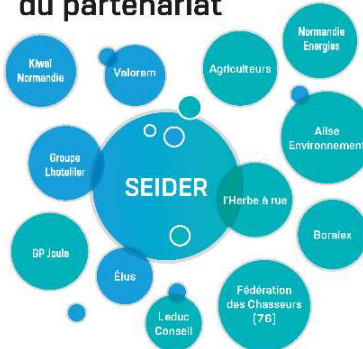 du partenariat
Normandie
Energies
Kiwaï
Normandie
Valorem
Agriculteurs
Alise
Environnement
Groupe
Lhotellier
SEIDER
l'Herbe à rue
GP Joule
Boralex
Élus
Fédération
des Chasseurs
[76]
Leduc
Conseil